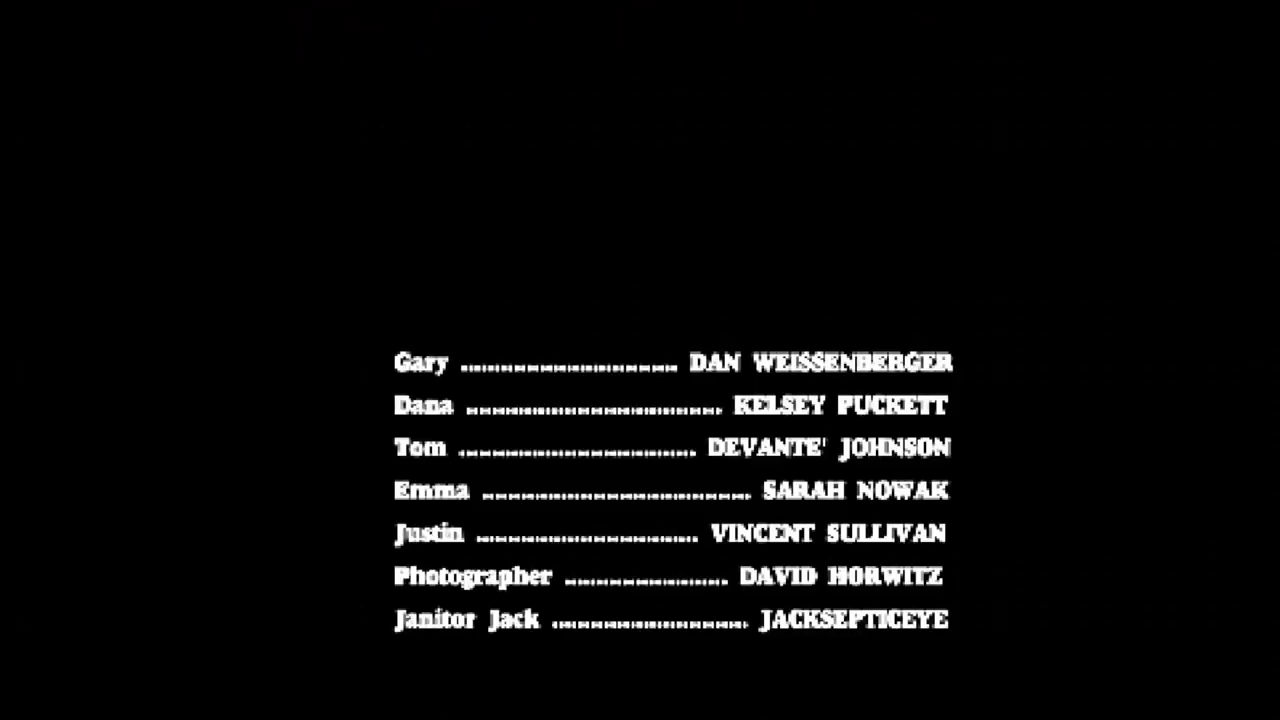 Gary .......................... DAN WEISSENBERGER
Dana .............................. KELSEY PUCKETT
Tom ............................ DEVANTE' JOHNSON
Emma ................................ SARAH NOWAK
Justin .......................... VINCENT SULLIVAN
Photographer ................... DAVID HORWITZ
Janitor Jack ....................... JACKSEPTICEYE